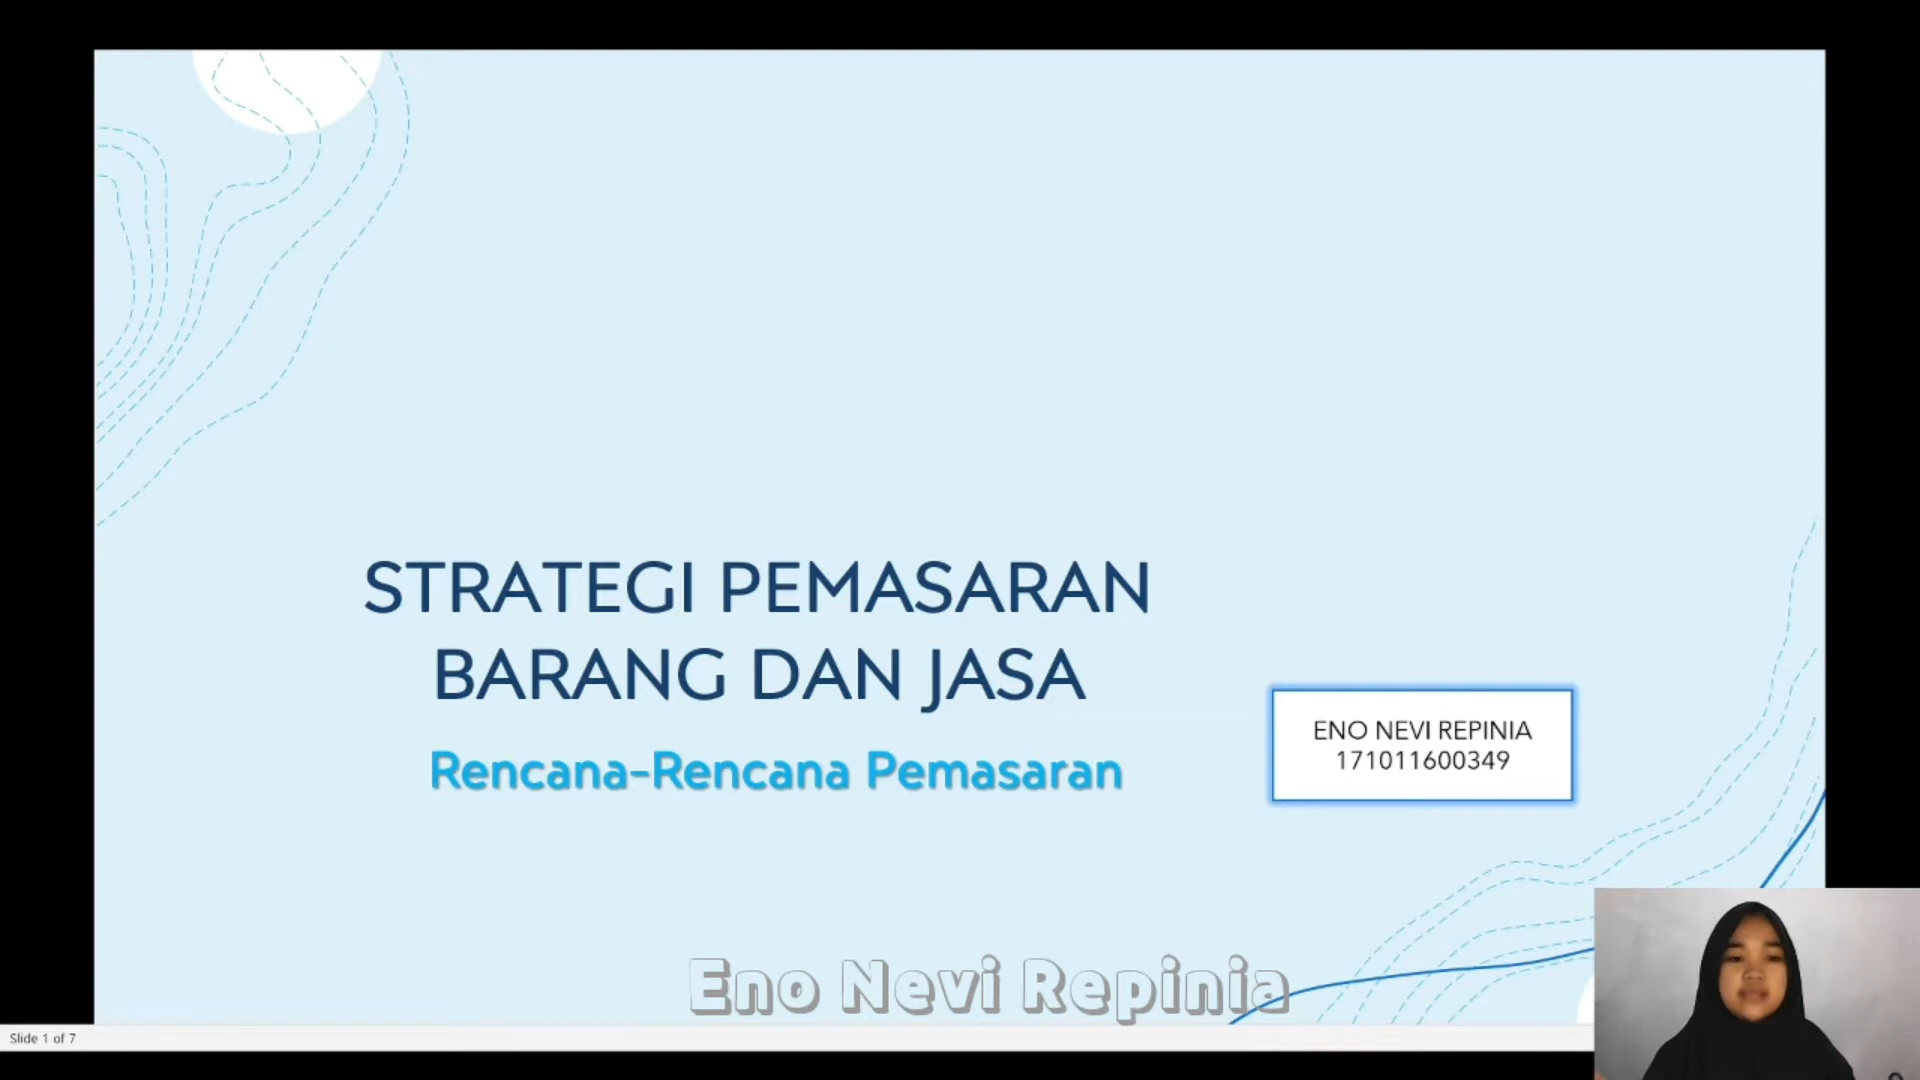 STRATEGI PEMASARAN
BARANG DAN JASA
Rencana-Rencana Pemasaran
ENO NEVI REPINIA
171011600349
Eno Nevi Repinia
Slide 1 of 7